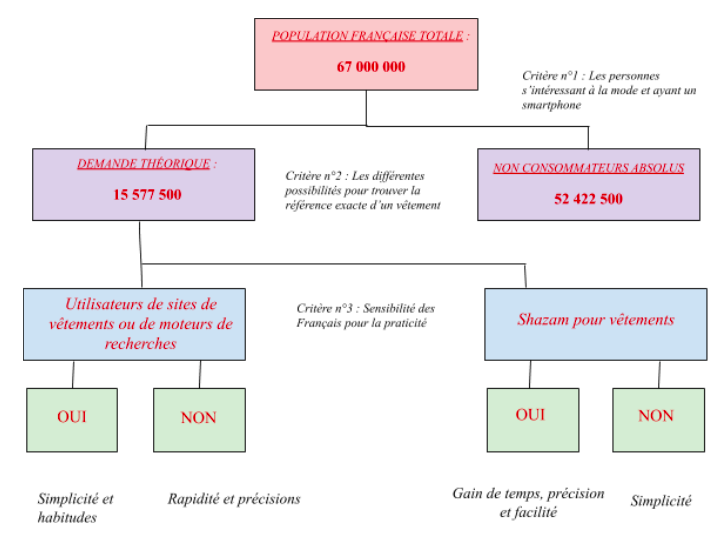 POPULATION FRANÇAISE TOTALE :
67 000 000
Critère n°1 : Les personnes
s'intéressant à la mode et ayant un
smartphone
DEMANDE THÉORIQUE :
15 577 500
Critère n°2 : Les différentes
possibilités pour trouver la
référence exacte d'un vêtement
NON CONSOMMATEURS ABSOLUS
52 422 500
Utilisateurs de sites de
vêtements ou de moteurs de
recherches
Critère n°3 : Sensibilité des
Français pour la praticité
Shazam pour vêtements
OUI
NON
OUI
NON
Simplicité et
habitudes
Rapidité et précisions
Gain de temps, précision
et facilité
Simplicité